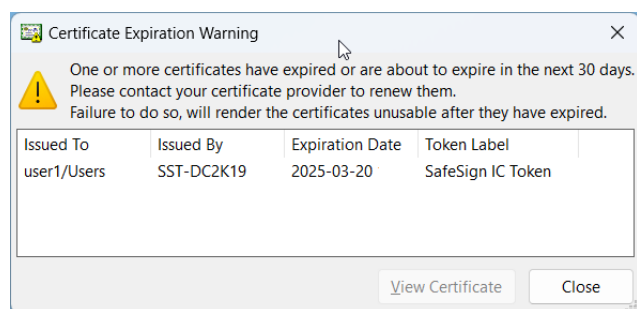 Certificate Expiration Warning
One or more certificates have expired or are about to expire in the next 30 days.
Please contact your certificate provider to renew them.
Failure to do so, will render the certificates unusable after they have expired.
Issued To Issued By Expiration Date Token Label
user1/Users SST-DC2K19 2025-03-20 SafeSign IC Token
View Certificate Close